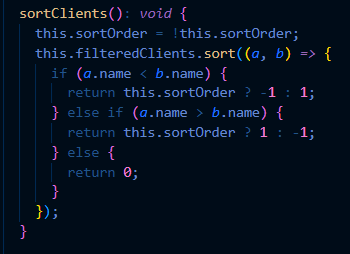 sortClients(): void {
this.sortOrder = !this.sortOrder;
this.filteredClients.sort((a, b) => {
if (a.name < b.name) {
return this.sortOrder ? -1 : 1;
} else if (a.name > b.name) {
return this.sortOrder ? 1 : -1;
} else {
return 0;
}
});
}